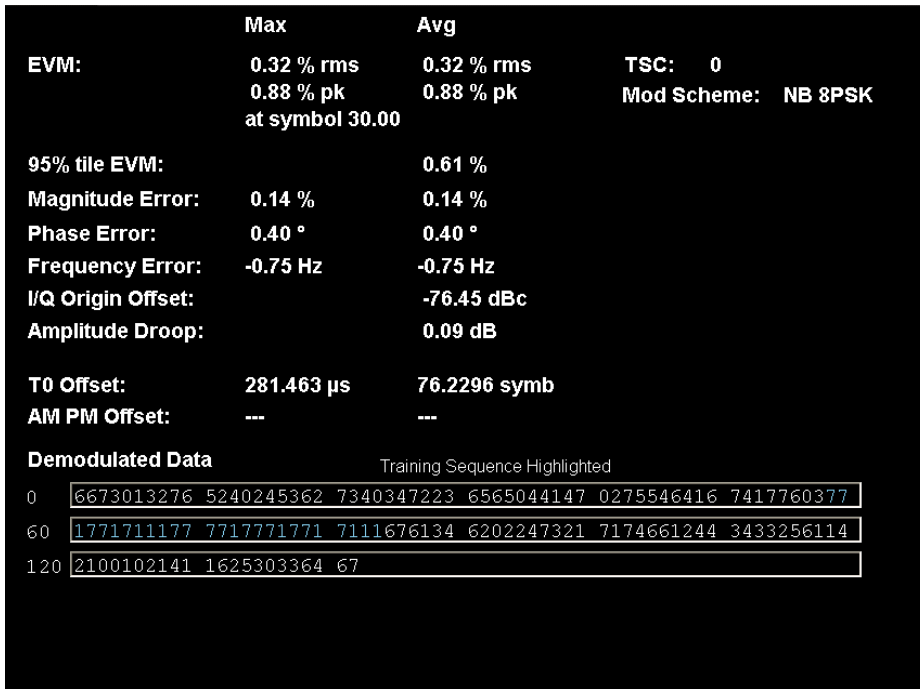 Max Avg
EVM: 0.32 % rms 0.32 % rms TSC: 0
0.88 % pk 0.88 % pk Mod Scheme: NB 8PSK
at symbol 30.00
95% tile EVM: 0.61 %
Magnitude Error: 0.14 % 0.14 %
Phase Error: 0.40 ° 0.40 °
Frequency Error: -0.75 Hz -0.75 Hz
I/Q Origin Offset: -76.45 dBc
Amplitude Droop: 0.09 dB
T0 Offset: 281.463 µs 76.2296 symb
AM PM Offset: --- ---
Demodulated Data Training Sequence Highlighted
0 6673013276 5240245362 7340347223 6565044147 0275546416 7417760377
60 1771711177 7717771771 7111676134 6202247321 7174661244 3433256114
120 2100102141 1625303364 67